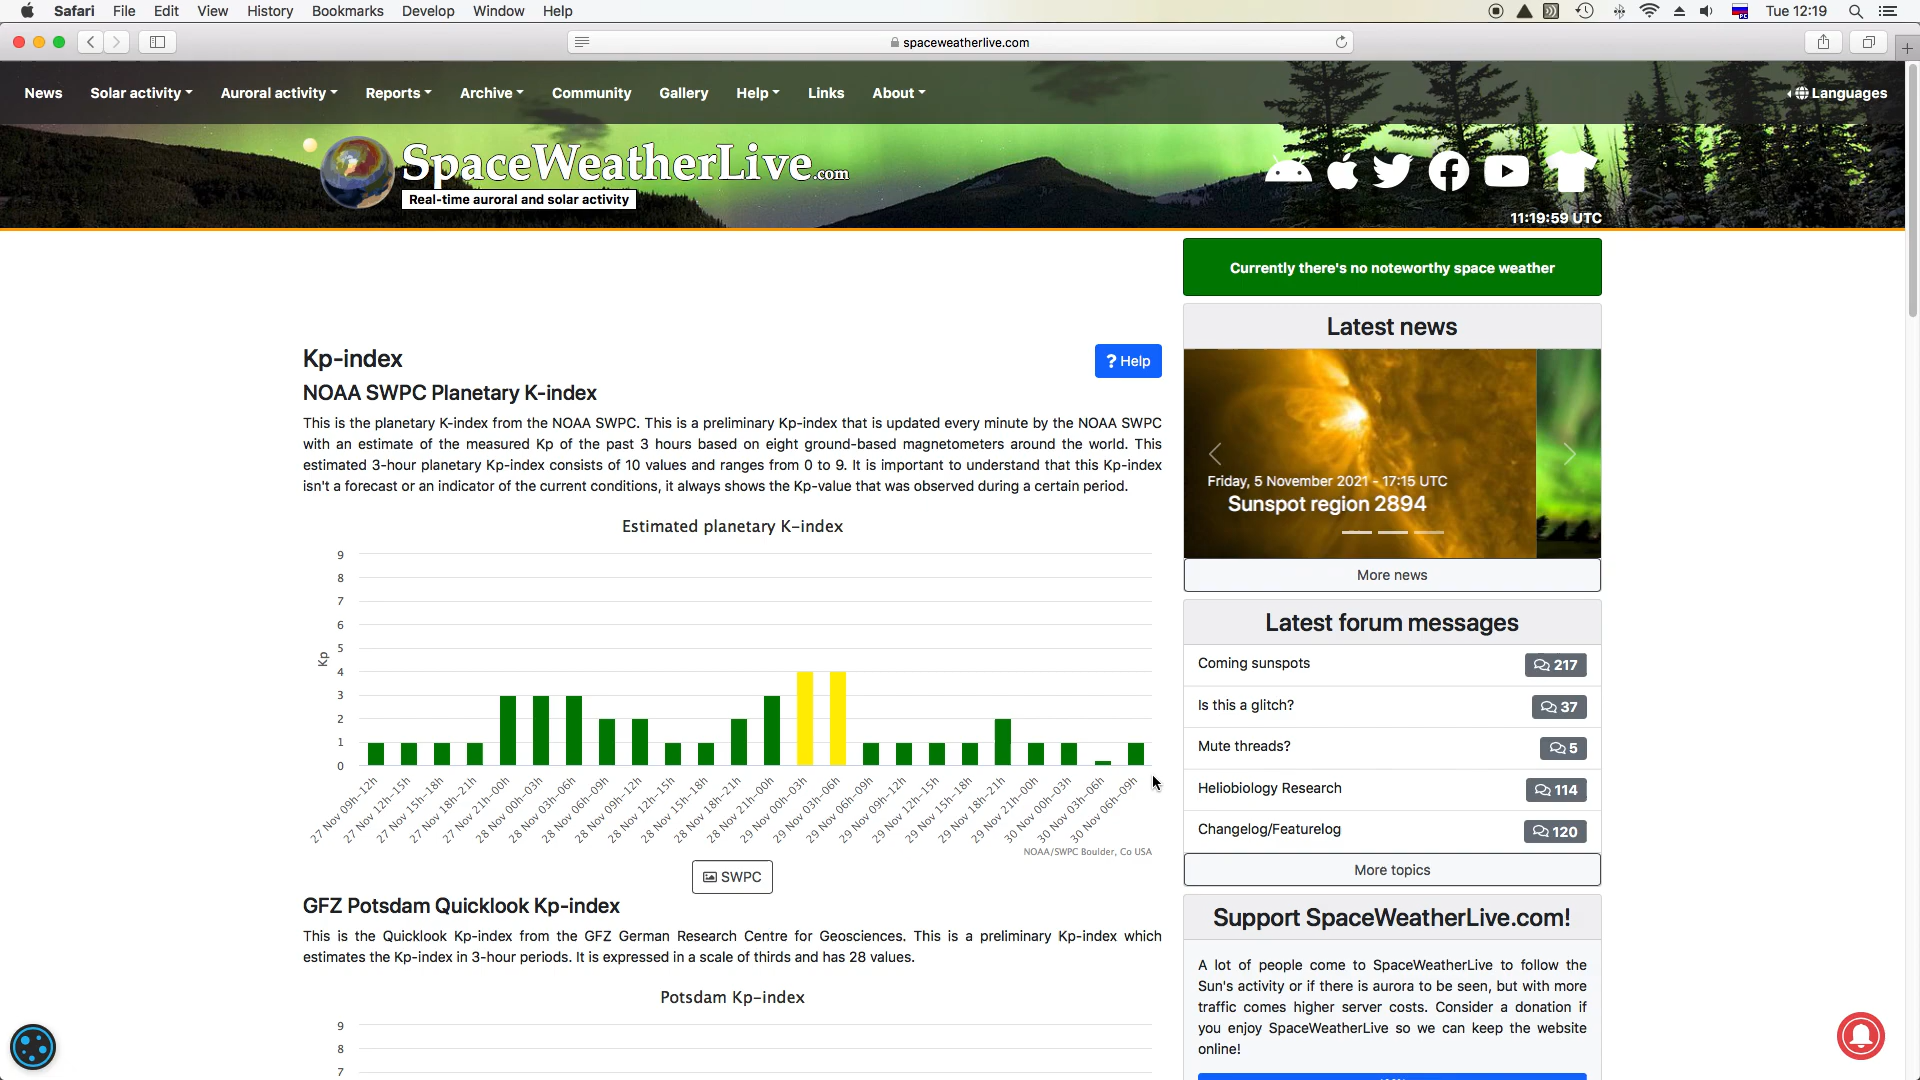 Safari File Edit View History Bookmarks Develop Window Help Tue 12:19
spaceweatherlive.com
News Solar activity Auroral activity Reports Archive Community Gallery Help Links About Languages
SpaceWeatherLive.com
Real-time auroral and solar activity
11:19:59 UTC
Currently there's no noteworthy space weather
Latest news
Friday, 5 November 2021 - 17:15 UTC
Sunspot region 2894
More news
Latest forum messages
Coming sunspots 217
Is this a glitch? 37
Mute threads? 5
Heliobiology Research 114
Changelog/Featurelog 120
More topics
Support SpaceWeatherLive.com!
A lot of people come to SpaceWeatherLive to follow the
Sun's activity or if there is aurora to be seen, but with more
traffic comes higher server costs. Consider a donation if
you enjoy SpaceWeatherLive so we can keep the website
online!
Kp-index
? Help
NOAA SWPC Planetary K-index
This is the planetary K-index from the NOAA SWPC. This is a preliminary Kp-index that is updated every minute by the NOAA SWPC
with an estimate of the measured Kp of the past 3 hours based on eight ground-based magnetometers around the world. This
estimated 3-hour planetary Kp-index consists of 10 values and ranges from 0 to 9. It is important to understand that this Kp-index
isn't a forecast or an indicator of the current conditions, it always shows the Kp-value that was observed during a certain period.
Estimated planetary K-index
9
8
7
6
5
4
3
2
1
0
Kp
27 Nov 09h-12h
27 Nov 12h-15h
27 Nov 15h-18h
27 Nov 18h-21h
27 Nov 21h-00h
28 Nov 00h-03h
28 Nov 03h-06h
28 Nov 06h-09h
28 Nov 09h-12h
28 Nov 12h-15h
28 Nov 15h-18h
28 Nov 18h-21h
28 Nov 21h-00h
29 Nov 00h-03h
29 Nov 03h-06h
29 Nov 06h-09h
29 Nov 09h-12h
29 Nov 12h-15h
29 Nov 15h-18h
29 Nov 18h-21h
29 Nov 21h-00h
30 Nov 00h-03h
30 Nov 03h-06h
30 Nov 06h-09h
NOAA/SWPC Boulder, Co USA
SWPC
GFZ Potsdam Quicklook Kp-index
This is the Quicklook Kp-index from the GFZ German Research Centre for Geosciences. This is a preliminary Kp-index which
estimates the Kp-index in 3-hour periods. It is expressed in a scale of thirds and has 28 values.
Potsdam Kp-index
9
8
7